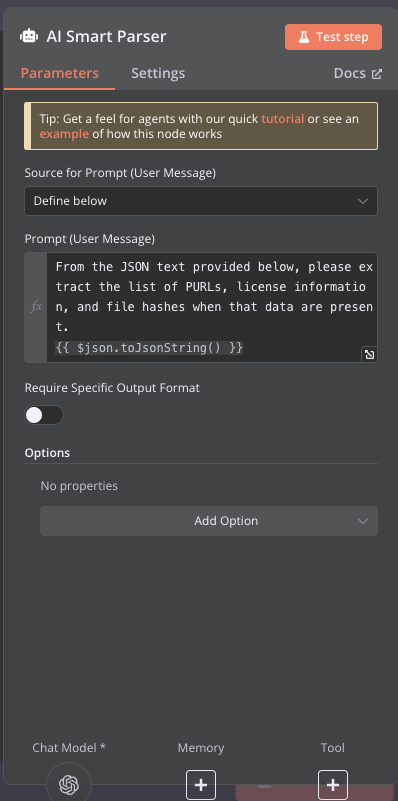 AI Smart Parser
Test step
Parameters
Settings
Docs
Tip: Get a feel for agents with our quick tutorial or see an
example of how this node works
Source for Prompt (User Message)
Define below
Prompt (User Message)
fx
From the JSON text provided below, please ex
tract the list of PURLs, license informatio
n, and file hashes when that data are presen
t.
{{ $json.toJsonString() }}
Require Specific Output Format
Options
No properties
Add Option
Chat Model *
Memory
Tool